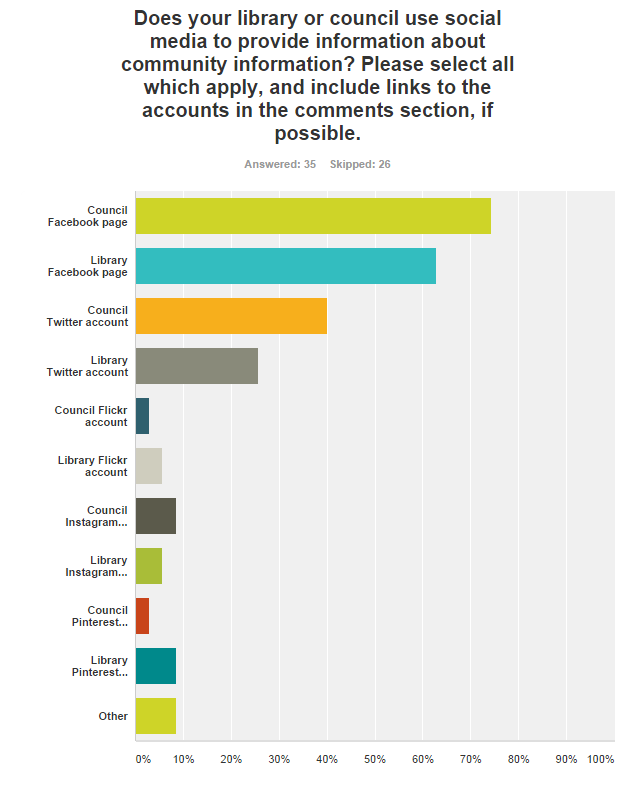 Does your library or council use social
media to provide information about
community information? Please select all
which apply, and include links to the
accounts in the comments section, if
possible.
Answered: 35 Skipped: 26
Council
Facebook page
Library
Facebook page
Council
Twitter account
Library
Twitter account
Council Flickr
account
Library Flickr
account
Council
Instagram...
Library
Instagram...
Council
Pinterest...
Library
Pinterest...
Other
0% 10% 20% 30% 40% 50% 60% 70% 80% 90% 100%